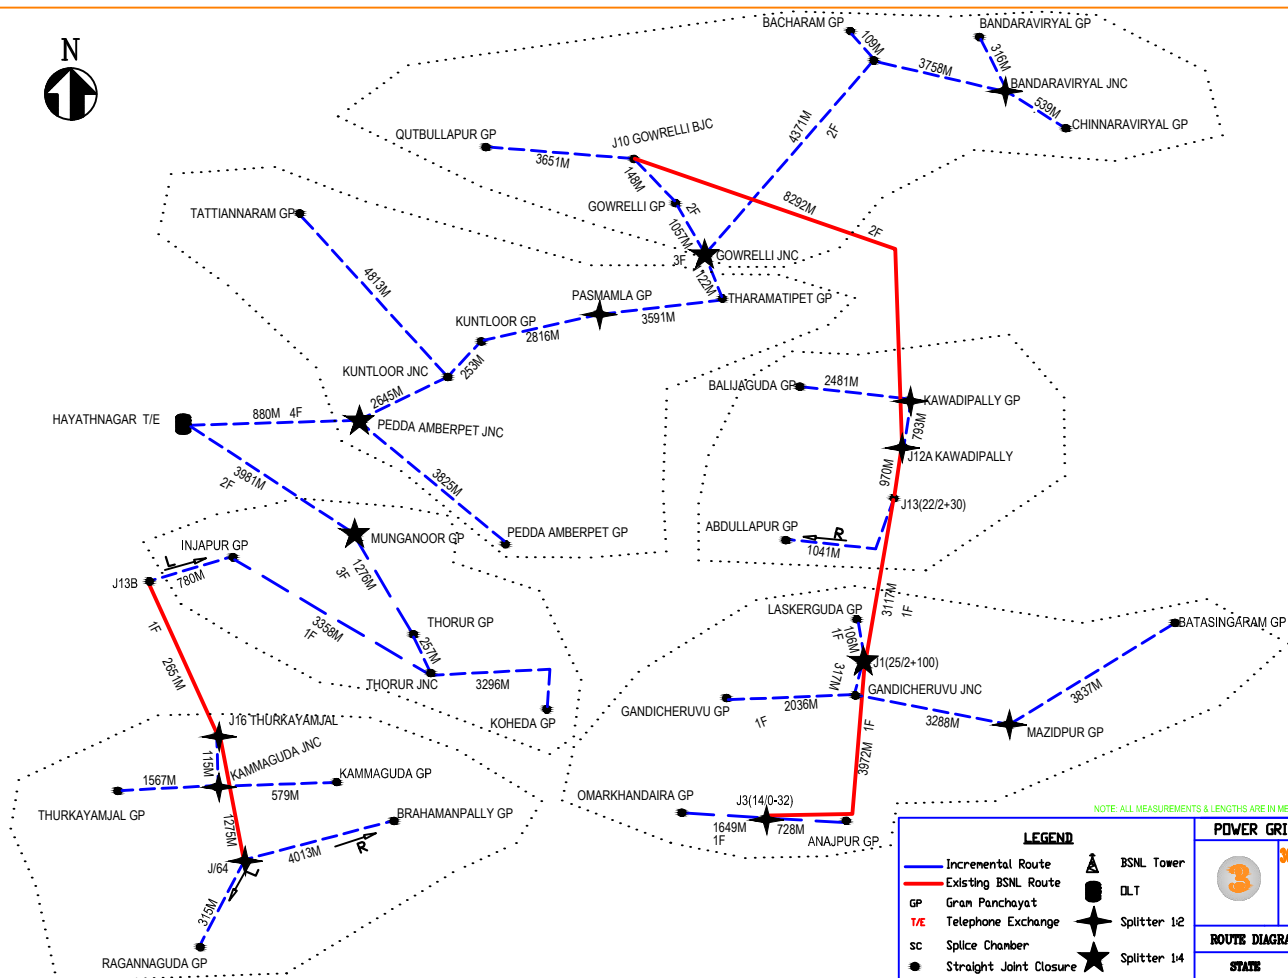 N
BACHARAM GP
BANDARAVIRYAL GP
109M
316M
3758M
BANDARAVIRYAL JNC
539M
CHINNARAVIRYAL GP
4371M
2F
QUTBULLAPUR GP
J10 GOWRELLI BJC
3651M
148M
8292M
2F
GOWRELLI GP
2F
1057M
3F
GOWRELLI JNC
122M
TATTIANNARAM GP
4813M
PASMAMLA GP
THARAMATIPET GP
3591M
KUNTLOOR GP
2816M
253M
KUNTLOOR JNC
2645M
HAYATHNAGAR T/E
880M 4F
PEDDA AMBERPET JNC
BALIJAGUDA GP
2481M
KAWADIPALLY GP
793M
J12A KAWADIPALLY
970M
J13(22/2+30)
ABDULLAPUR GP
R
1041M
3981M
2F
3825M
PEDDA AMBERPET GP
MUNGANOOR GP
INJAPUR GP
L
780M
J13B
1276M
3F
3358M
1F
THORUR GP
257M
THORUR JNC
3296M
KOHEDA GP
1F
2651M
3117M
1F
LASKERGUDA GP
106M
1F
J1(25/2+100)
317M
GANDICHERUVU JNC
BATASINGARAM GP
3837M
GANDICHERUVU GP
2036M
1F
1F
3288M
MAZIDPUR GP
3972M
J16 THURKAYAMJAL
115M
KAMMAGUDA JNC
1567M
579M
KAMMAGUDA GP
THURKAYAMJAL GP
1275M
BRAHAMANPALLY GP
4013M
R
J/64
L
315M
RAGANNAGUDA GP
OMARKHANDAIRA GP
J3(14/0-32)
1649M
1F
728M
ANAJPUR GP
NOTE: ALL MEASUREMENTS & LENGTHS ARE IN ME
LEGEND
Incremental Route
BSNL Tower
Existing BSNL Route
GP Gram Panchayat
OLT
T/E Telephone Exchange
Splitter 1:2
SC Splice Chamber
Straight Joint Closure
Splitter 1:4
POWER GRI
3
ROUTE DIAGRA
STATE